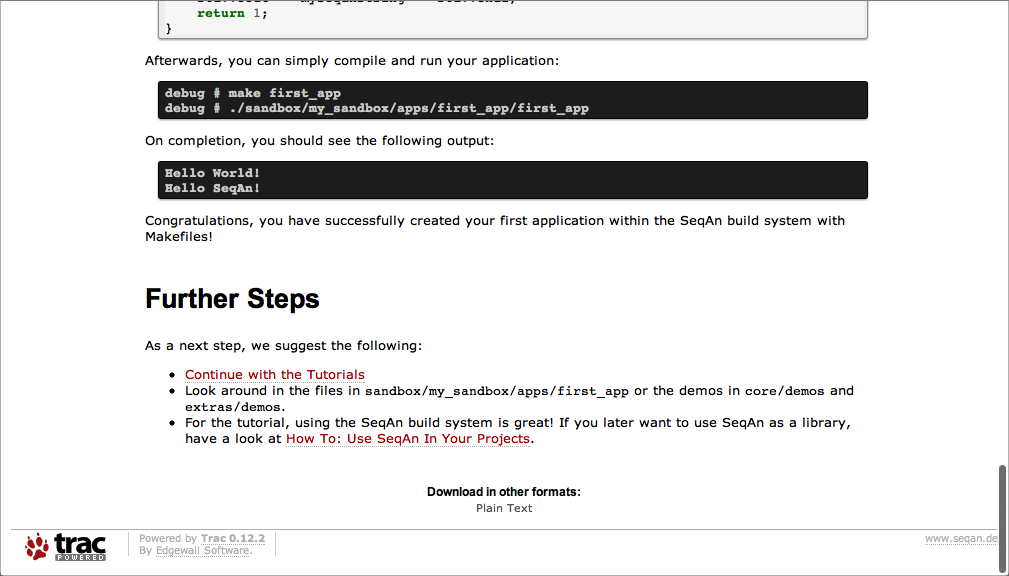 return 1;
}
Afterwards, you can simply compile and run your application:
debug # make first_app
debug # ./sandbox/my_sandbox/apps/first_app/first_app
On completion, you should see the following output:
Hello World!
Hello SeqAn!
Congratulations, you have successfully created your first application within the SeqAn build system with
Makefiles!
Further Steps
As a next step, we suggest the following:
Continue with the Tutorials
Look around in the files in sandbox/my_sandbox/apps/first_app or the demos in core/demos and
extras/demos.
For the tutorial, using the SeqAn build system is great! If you later want to use SeqAn as a library,
have a look at How To: Use SeqAn In Your Projects.
Download in other formats:
Plain Text
trac
POWERED
Powered by Trac 0.12.2
By Edgewall Software.
www.seqan.de